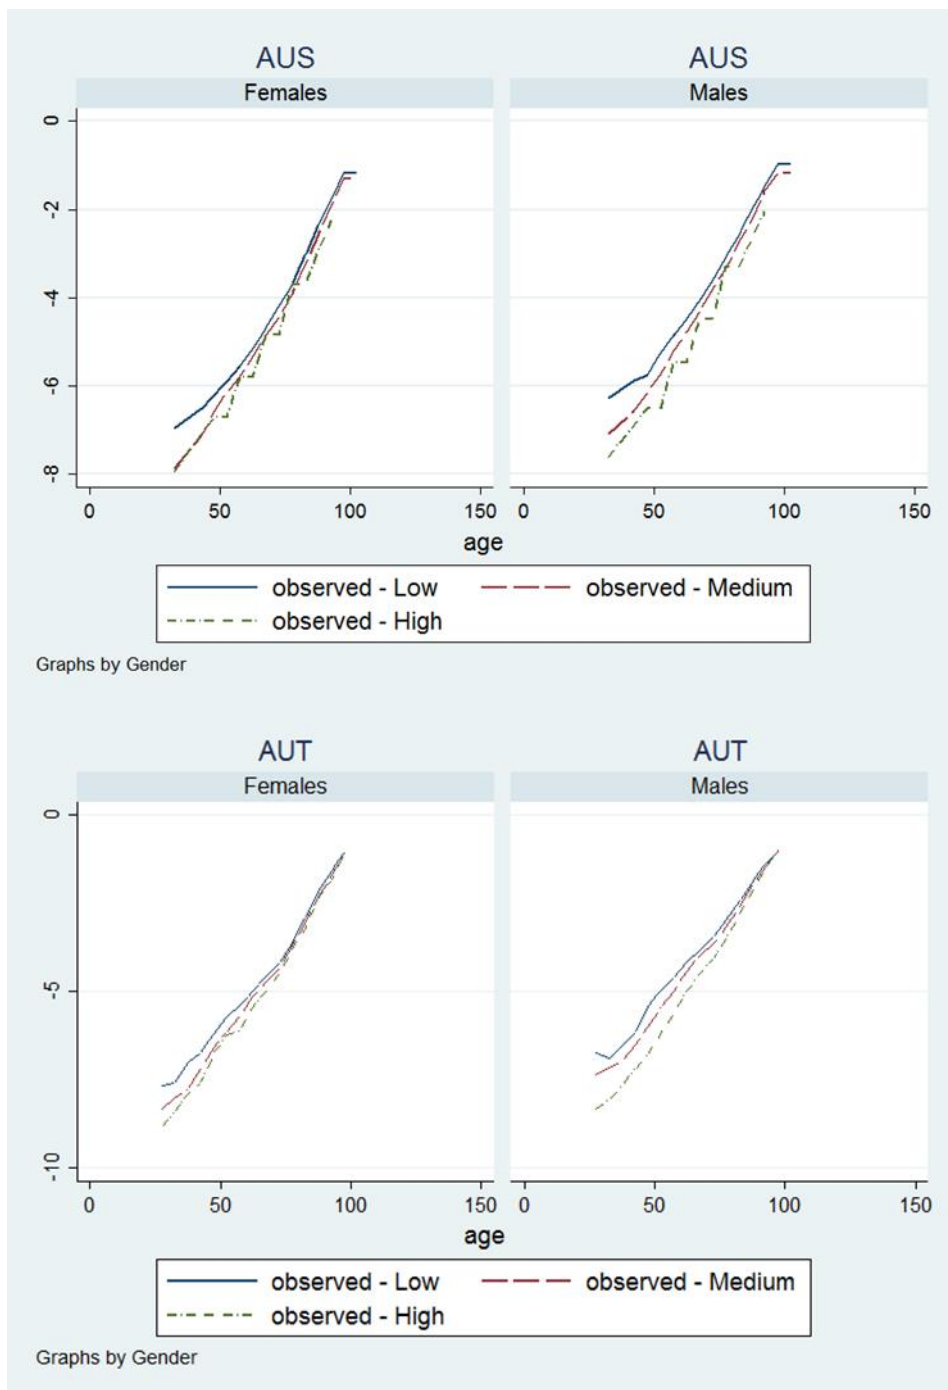 AUS AUS
Females Males
0
-2
-4
-6
-8
0 50 100 150 0 50 100 150
age
observed - Low observed - Medium
observed - High
Graphs by Gender
AUT AUT
Females Males
0
-5
-10
0 50 100 150 0 50 100 150
age
observed - Low observed - Medium
observed - High
Graphs by Gender